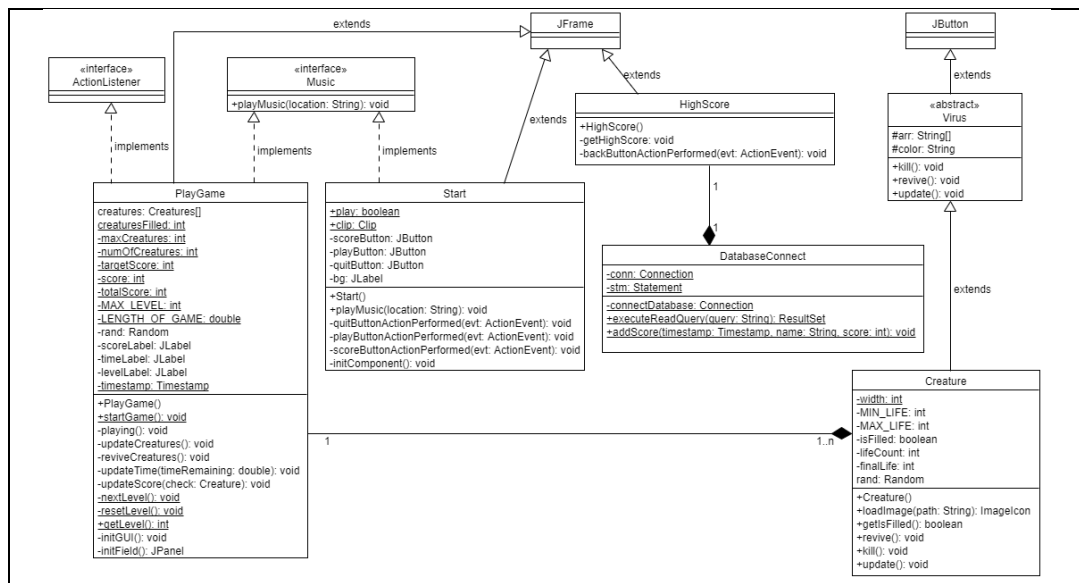 extends
JFrame
JButton
«interface»
ActionListener
«interface»
Music
+playMusic(location: String): void
extends
extends
HighScore
+HighScore()
-getHighScore: void
-backButtonActionPerformed(evt: ActionEvent): void
extends
«abstract»
Virus
#arr: String[]
#color: String
+kill(): void
+revive(): void
+update(): void
implements
implements
implements
PlayGame
creatures: Creatures[]
creaturesFilled: int
-maxCreatures: int
-numOfCreatures: int
-targetScore: int
-score: int
-totalScore: int
-MAX_LEVEL: int
-LENGTH_OF_GAME: double
-rand: Random
-scoreLabel: JLabel
-timeLabel: JLabel
-levelLabel: JLabel
-timestamp: Timestamp
+PlayGame()
+startGame(): void
-playing(): void
-updateCreatures(): void
-reviveCreatures(): void
-updateTime(timeRemaining: double): void
-updateScore(check: Creature): void
-nextLevel(): void
-resetLevel(): void
+getLevel(): int
-initGUI(): void
-initField(): JPanel
Start
+play: boolean
+clip: Clip
-scoreButton: JButton
-playButton: JButton
-quitButton: JButton
-bg: JLabel
+Start()
+playMusic(location: String): void
-quitButtonActionPerformed(evt: ActionEvent): void
-playButtonActionPerformed(evt: ActionEvent): void
-scoreButtonActionPerformed(evt: ActionEvent): void
-initComponent(): void
1
1
DatabaseConnect
-conn: Connection
-stm: Statement
-connectDatabase: Connection
+executeReadQuery(query: String): ResultSet
+addScore(timestamp: Timestamp, name: String, score: int): void
extends
1
1..n
Creature
-width: int
-MIN_LIFE: int
-MAX_LIFE: int
-isFilled: boolean
-lifeCount: int
-finalLife: int
rand: Random
+Creature()
+loadImage(path: String): ImageIcon
+getIsFilled(): boolean
+revive(): void
+kill(): void
+update(): void